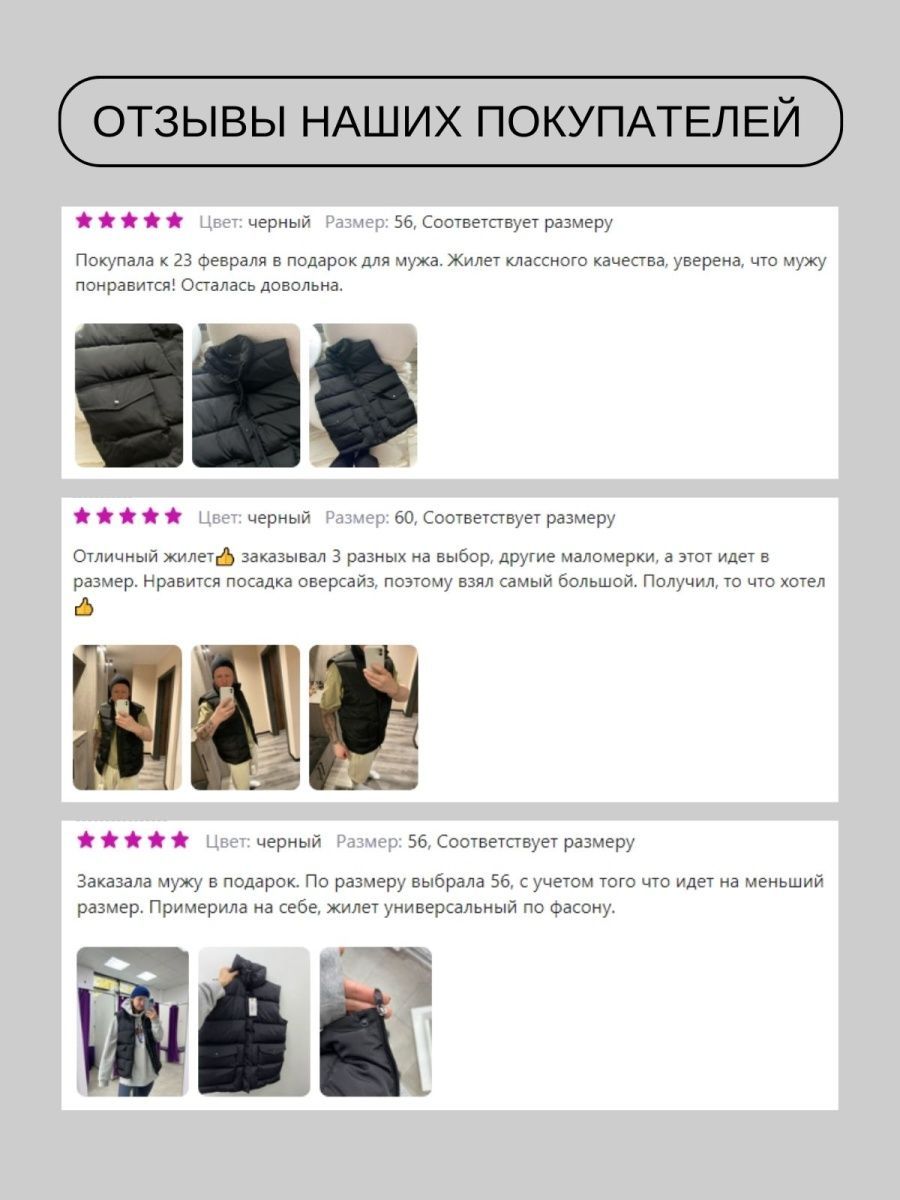 ОТЗЫВЫ НАШИХ ПОКУПАТЕЛЕЙ
Цвет: черный Размер: 56, Соответствует размеру
Покупала к 23 февраля в подарок для мужа. Жилет классного качества, уверена, что мужу
понравится! Осталась довольна.
Цвет: черный Размер: 60, Соответствует размеру
Отличный жилет👍 заказывал 3 разных на выбор, другие маломерки, а этот идет в
размер. Нравится посадка оверсайз, поэтому взял самый большой. Получил, то что хотел
👍
Цвет: черный Размер: 56, Соответствует размеру
Заказала мужу в подарок. По размеру выбрала 56, с учетом того что идет на меньший
размер. Примерила на себе, жилет универсальный по фасону.